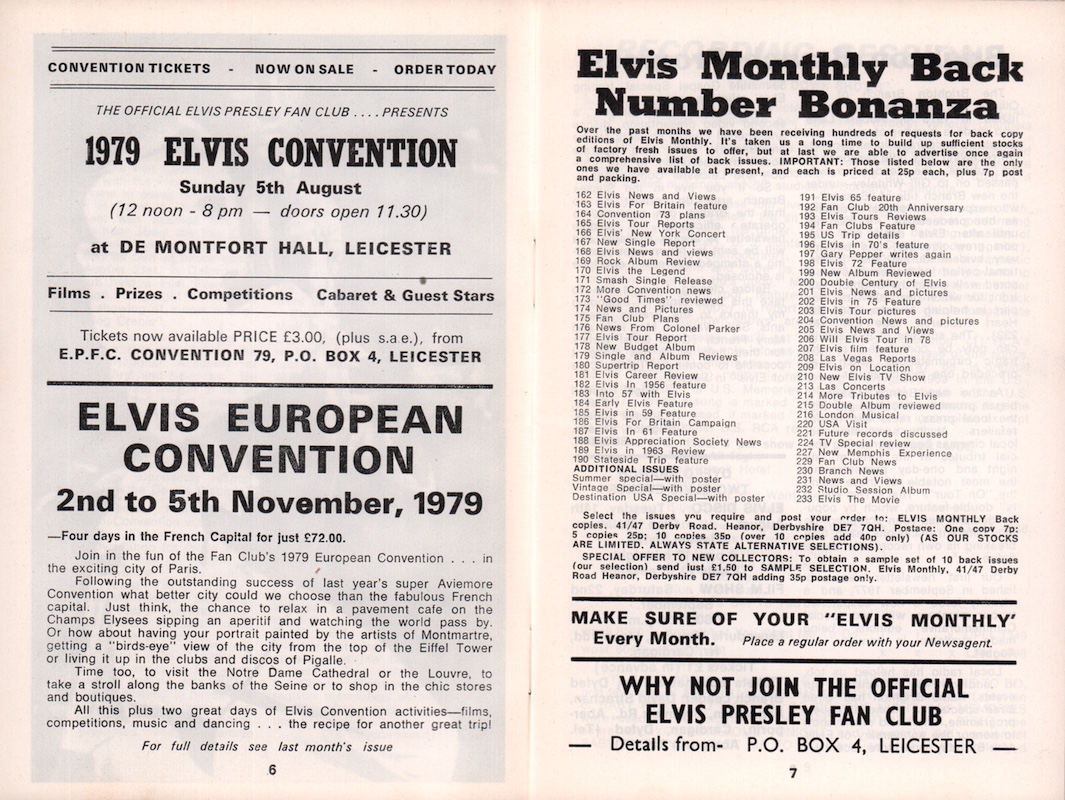 CONVENTION TICKETS - NOW ON SALE - ORDER TODAY
THE OFFICIAL ELVIS PRESLEY FAN CLUB .... PRESENTS
1979 ELVIS CONVENTION
Sunday 5th August
(12 noon - 8 pm — doors open 11.30)
at DE MONTFORT HALL, LEICESTER
Films . Prizes . Competitions Cabaret & Guest Stars
Tickets now available PRICE £3.00, (plus s.a.e.), from
E.P.F.C. CONVENTION 79, P.O. BOX 4, LEICESTER
ELVIS EUROPEAN
CONVENTION
2nd to 5th November, 1979
—Four days in the French Capital for just £72.00.
Join in the fun of the Fan Club's 1979 European Convention . . . in
the exciting city of Paris.
Following the outstanding success of last year's super Aviemore
Convention what better city could we choose than the fabulous French
capital. Just think, the chance to relax in a pavement cafe on the
Champs Elysees sipping an aperitif and watching the world pass by.
Or how about having your portrait painted by the artists of Montmartre,
getting a "birds-eye" view of the city from the top of the Eiffel Tower
or living it up in the clubs and discos of Pigalle.
Time too, to visit the Notre Dame Cathedral or the Louvre, to
take a stroll along the banks of the Seine or to shop in the chic stores
and boutiques.
All this plus two great days of Elvis Convention activities—films,
competitions, music and dancing . . . the recipe for another great trip!
For full details see last month's issue
6
Elvis Monthly Back
Number Bonanza
Over the past months we have been receiving hundreds of requests for back copy
editions of Elvis Monthly. It's taken us a long time to build up sufficient stocks
of factory fresh issues to offer, but at last we are able to advertise once again
a comprehensive list of back issues. IMPORTANT: Those listed below are the only
ones we have available at present, and each is priced at 25p each, plus 7p post
and packing.
162 Elvis News and Views
163 Elvis For Britain feature
164 Convention 73 plans
165 Elvis Tour Reports
166 Elvis' New York Concert
167 New Single Report
168 Elvis News and views
169 Rock Album Review
170 Elvis the Legend
171 Smash Single Release
172 More Convention news
173 "Good Times" reviewed
174 News and Pictures
175 Fan Club Plans
176 News From Colonel Parker
177 Elvis Tour Report
178 New Budget Album
179 Single and Album Reviews
180 Supertrip Report
181 Elvis Career Review
182 Elvis In 1956 feature
183 Into 57 with Elvis
184 Early Elvis Feature
185 Elvis in 59 Feature
186 Elvis For Britain Campaign
187 Elvis In 61 Feature
188 Elvis Appreciation Society News
189 Elvis in 1963 Review
190 Stateside Trip feature
ADDITIONAL ISSUES
Summer special—with poster
Vintage Special—with poster
Destination USA Special—with poster
191 Elvis 65 feature
192 Fan Club 20th Anniversary
193 Elvis Tours Reviews
194 Fan Clubs Feature
195 US Trip details
196 Elvis in 70's feature
197 Gary Pepper writes again
198 Elvis 72 Feature
199 New Album Reviewed
200 Double Century of Elvis
201 Elvis News and pictures
202 Elvis in 75 Feature
203 Elvis Tour pictures
204 Convention News and pictures
205 Elvis News and Views
206 Will Elvis Tour in 78
207 Elvis film feature
208 Las Vegas Reports
209 Elvis on Location
210 New Elvis TV Show
213 Las Concerts
214 More Tributes to Elvis
215 Double Album reviewed
216 London Musical
220 USA Visit
221 Future records discussed
224 TV Special review
227 New Memphis Experience
229 Fan Club News
230 Branch News
231 News and Views
232 Studio Session Album
233 Elvis The Movie
Select the issues you require and post your order to: ELVIS MONTHLY Back
copies. 41/47 Derby Road. Heanor, Derbyshire DE7 7QH. Postage: One copy 7p;
5 copies 25p; 10 copies 35p (over 10 copies add 40p only) (AS OUR STOCKS
ARE LIMITED. ALWAYS STATE ALTERNATIVE SELECTIONS).
SPECIAL OFFER TO NEW COLLECTORS: To obtain a sample set of 10 back issues
(our selection) send just £1.50 to SAMPLE SELECTION. Elvis Monthly, 41/47 Derby
Road Heanor, Derbyshire DE7 7QH adding 35p postage only.
MAKE SURE OF YOUR "ELVIS MONTHLY'
Every Month. Place a regular order with your Newsagent.
WHY NOT JOIN THE OFFICIAL
ELVIS PRESLEY FAN CLUB
— Details from- P.O. BOX 4, LEICESTER —
7